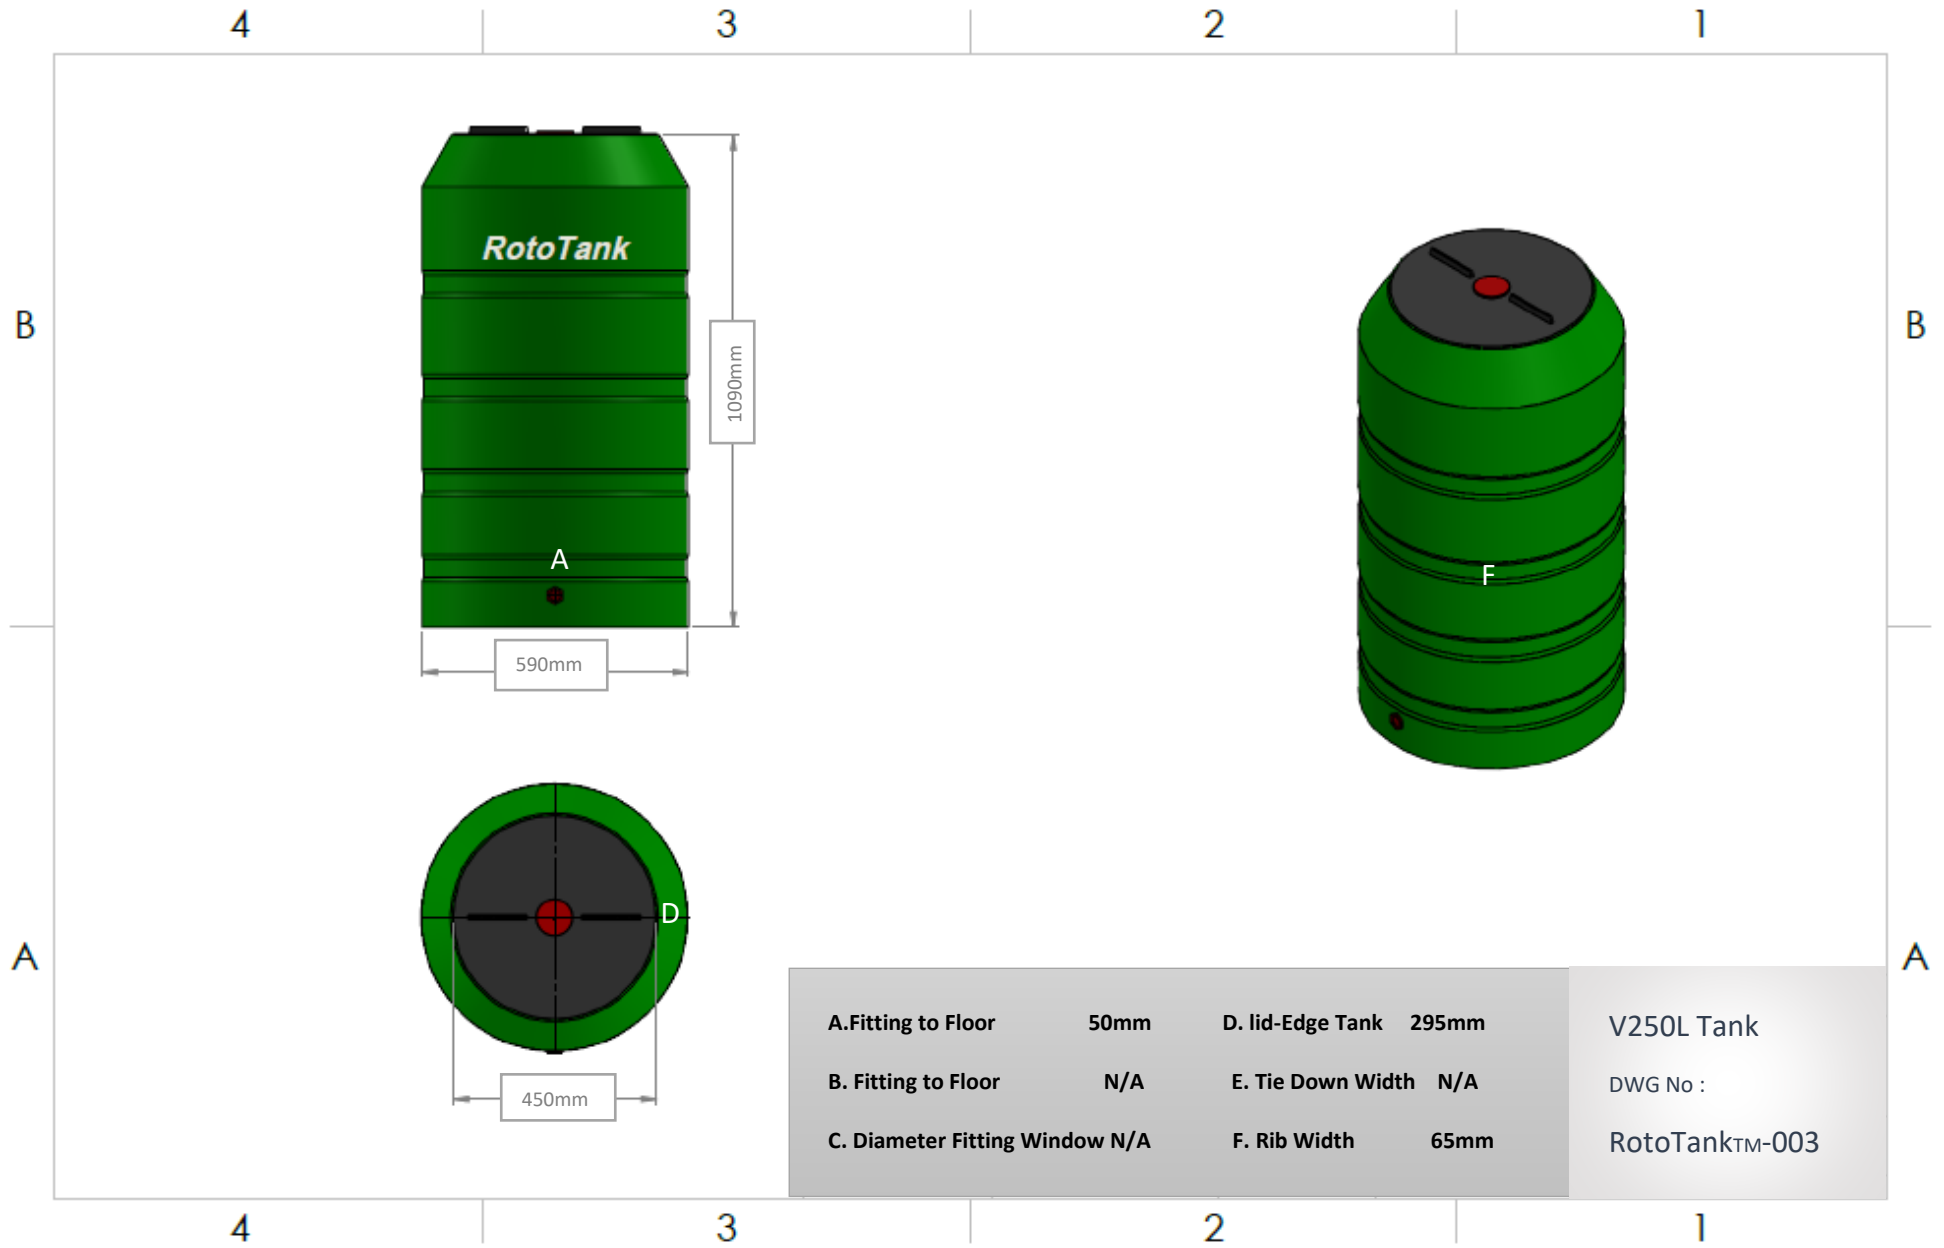 4 3 2 1
RotoTank
B B
1090mm
A
F
590mm
D
A A
450mm
A.Fitting to Floor 50mm D. lid-Edge Tank 295mm
B. Fitting to Floor N/A E. Tie Down Width N/A
C. Diameter Fitting Window N/A F. Rib Width 65mm
V250L Tank
DWG No :
RotoTankTM-003
4 3 2 1